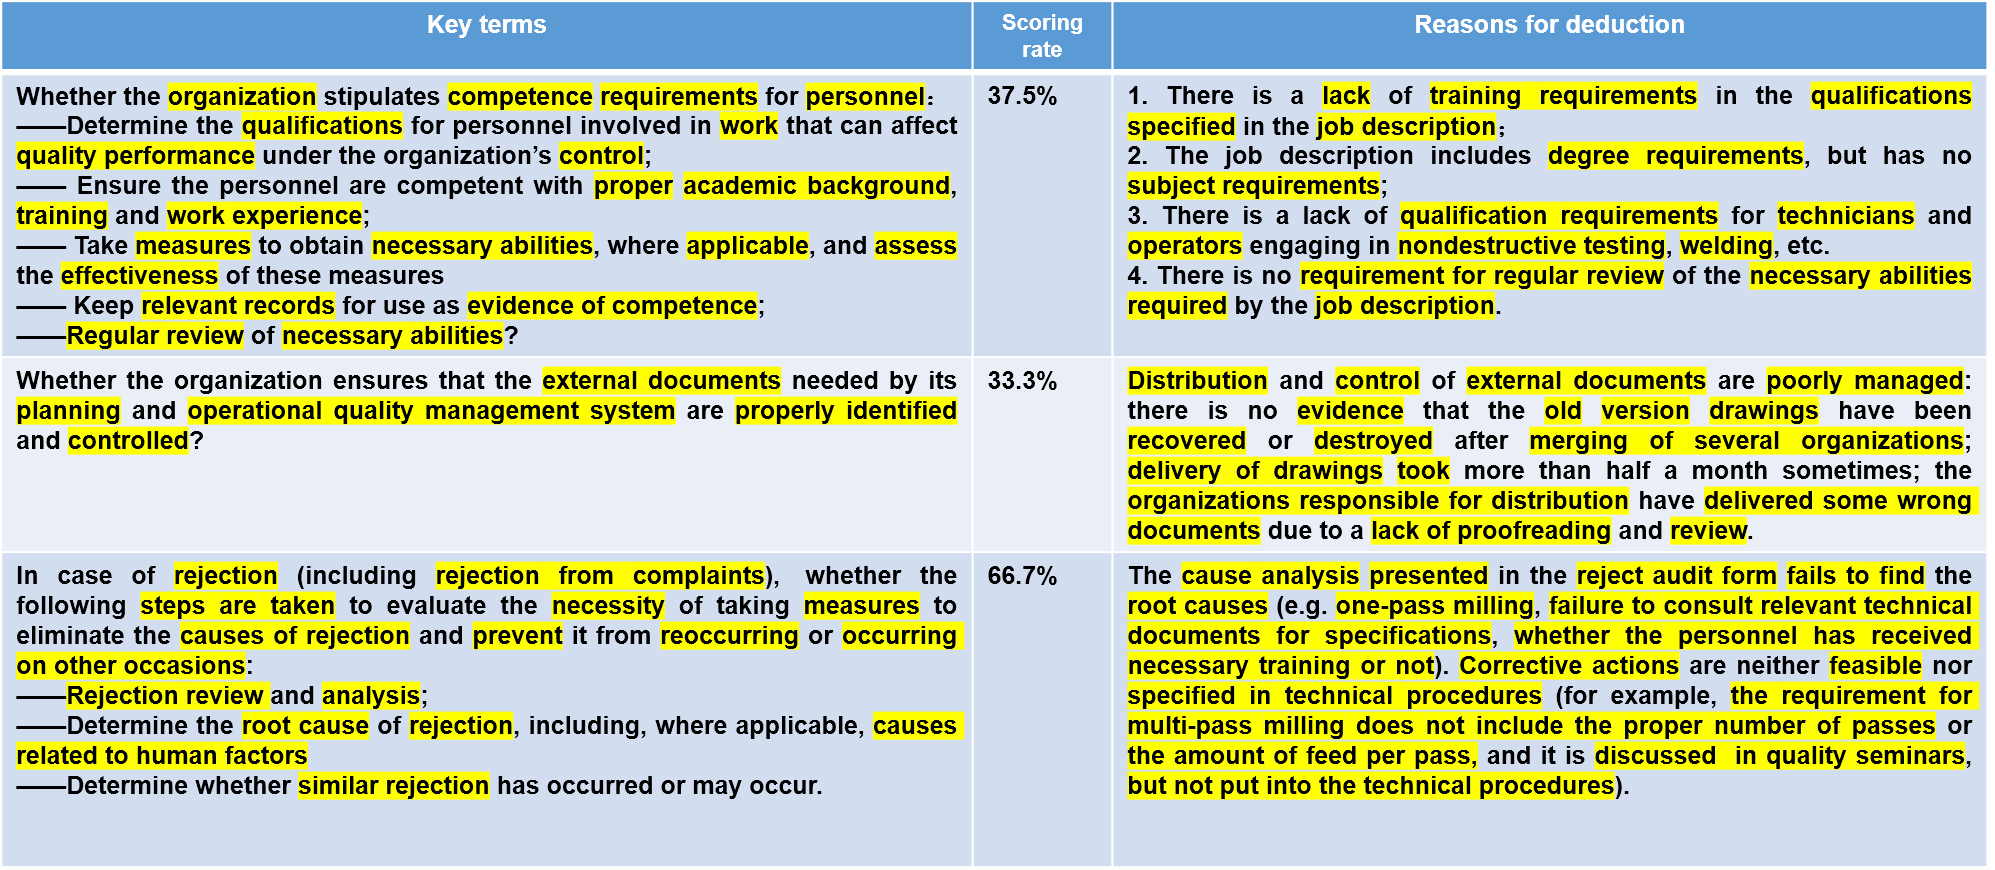 Key terms
Scoring
rate
Reasons for deduction
Whether the organization stipulates competence requirements for personnel：
——Determine the qualifications for personnel involved in work that can affect
quality performance under the organization’s control;
—— Ensure the personnel are competent with proper academic background,
training and work experience;
—— Take measures to obtain necessary abilities, where applicable, and assess
the effectiveness of these measures
—— Keep relevant records for use as evidence of competence;
——Regular review of necessary abilities?
37.5%
1. There is a lack of training requirements in the qualifications
specified in the job description；
2. The job description includes degree requirements, but has no
subject requirements;
3. There is a lack of qualification requirements for technicians and
operators engaging in nondestructive testing, welding, etc.
4. There is no requirement for regular review of the necessary abilities
required by the job description.
Whether the organization ensures that the external documents needed by its
planning and operational quality management system are properly identified
and controlled?
33.3%
Distribution and control of external documents are poorly managed:
there is no evidence that the old version drawings have been
recovered or destroyed after merging of several organizations;
delivery of drawings took more than half a month sometimes; the
organizations responsible for distribution have delivered some wrong
documents due to a lack of proofreading and review.
In case of rejection (including rejection from complaints), whether the
following steps are taken to evaluate the necessity of taking measures to
eliminate the causes of rejection and prevent it from reoccurring or occurring
on other occasions:
——Rejection review and analysis;
——Determine the root cause of rejection, including, where applicable, causes
related to human factors
——Determine whether similar rejection has occurred or may occur.
66.7%
The cause analysis presented in the reject audit form fails to find the
root causes (e.g. one-pass milling, failure to consult relevant technical
documents for specifications, whether the personnel has received
necessary training or not). Corrective actions are neither feasible nor
specified in technical procedures (for example, the requirement for
multi-pass milling does not include the proper number of passes or
the amount of feed per pass, and it is discussed in quality seminars,
but not put into the technical procedures).